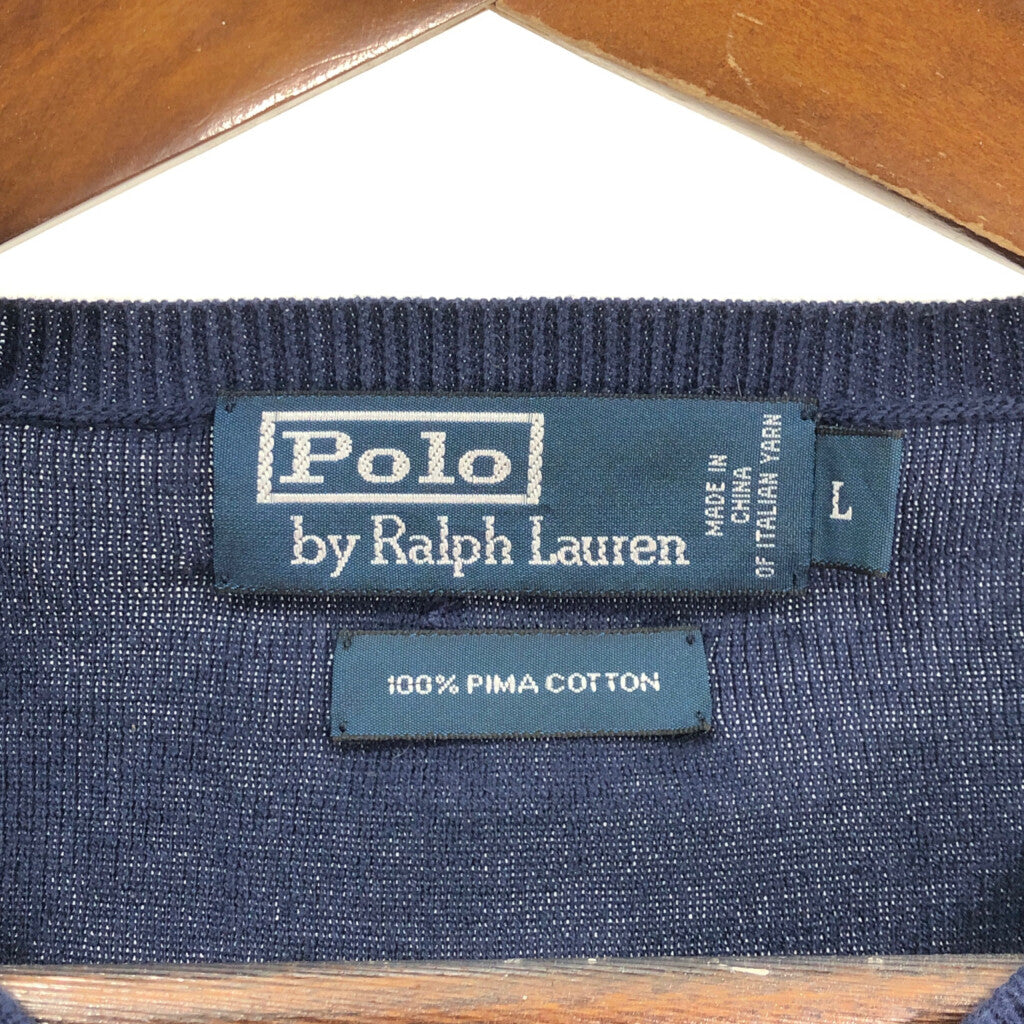 Polo
by Ralph Lauren
MADE IN
CHINA
OF ITALIAN YARN
L
100% PIMA COTTON